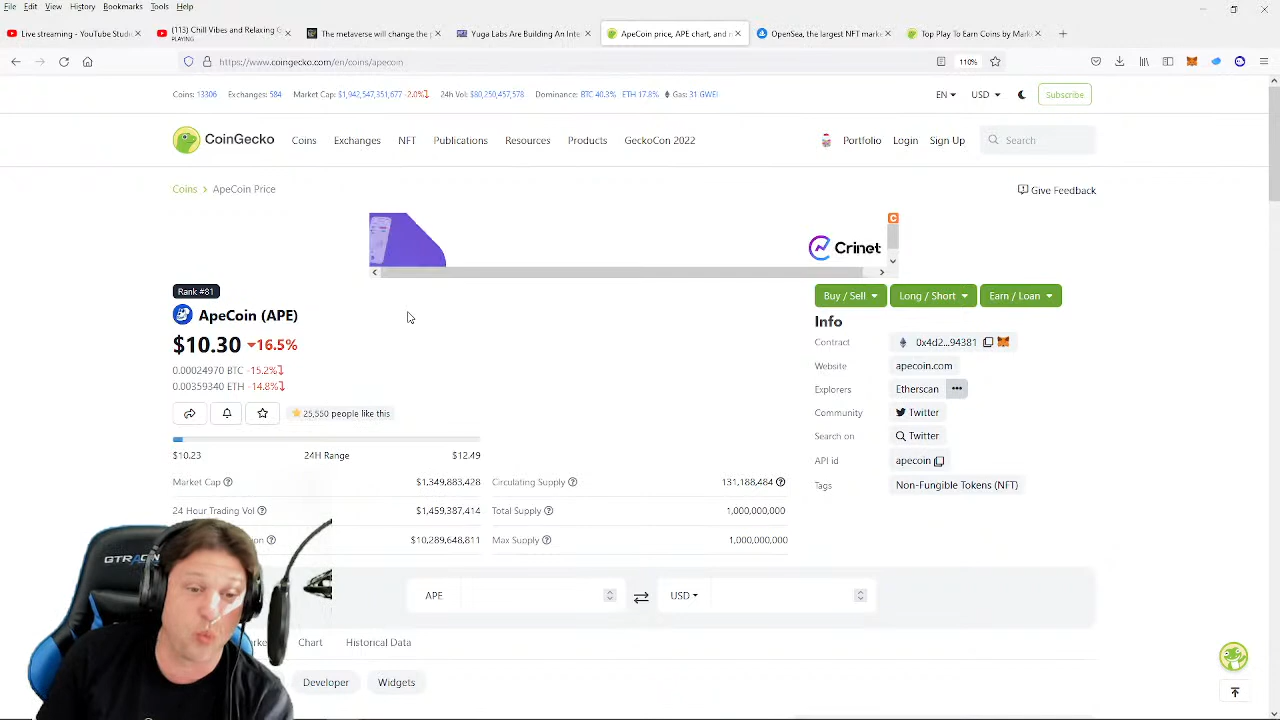 File Edit View History Bookmarks Tools Help
Live streaming - YouTube Studi
(113) Chill Vibes and Relaxing G
PLAYING
The metaverse will change the p
Yuga Labs Are Building An Inte
ApeCoin price, APE chart, and m
OpenSea, the largest NFT mark
Top Play To Earn Coins by Mark
https://www.coingecko.com/en/coins/apecoin 110%
Coins: 13306 Exchanges: 584 Market Cap: $1,942,547,331,677 -2.0% 24h Vol: $80,250,457,578 Dominance: BTC 40.3% ETH 17.8% Gas: 31 GWEI EN USD Subscribe
CoinGecko Coins Exchanges NFT Publications Resources Products GeckoCon 2022 Portfolio Login Sign Up Search
Coins > ApeCoin Price Give Feedback
C
Crinet
Rank #81
ApeCoin (APE)
$10.30 16.5%
0.00024970 BTC -15.2%
0.00359340 ETH -14.8%
25,550 people like this
$10.23 24H Range $12.49
Market Cap $1,349,883,428
Circulating Supply 131,188,484
24 Hour Trading Vol $1,459,387,414
Total Supply 1,000,000,000
on $10,289,648,811
Max Supply 1,000,000,000
Buy / Sell Long / Short Earn / Loan
Info
Contract 0x4d2...94381
Website apecoin.com
Explorers Etherscan •••
Community Twitter
Search on Twitter
API id apecoin
Tags Non-Fungible Tokens (NFT)
APE USD
Chart Historical Data
Developer Widgets
GTRACIN